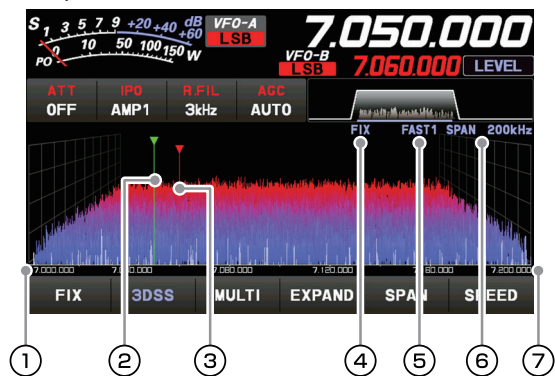 S 1 3 5 7 9 +20 +40 +60 dB
VFO-A
LSB
7.050.000
PO 0 10 50 100 150 W
VFO-B
LSB
7.060.000
LEVEL
ATT IPO R.FIL AGC
OFF AMP1 3kHz AUTO
FIX FAST1 SPAN 200kHz
7.000.000 7.080.000 7.120.000 7.200.000
FIX 3DSS MULTI EXPAND SPAN SPEED
① ② ③ ④ ⑤ ⑥ ⑦